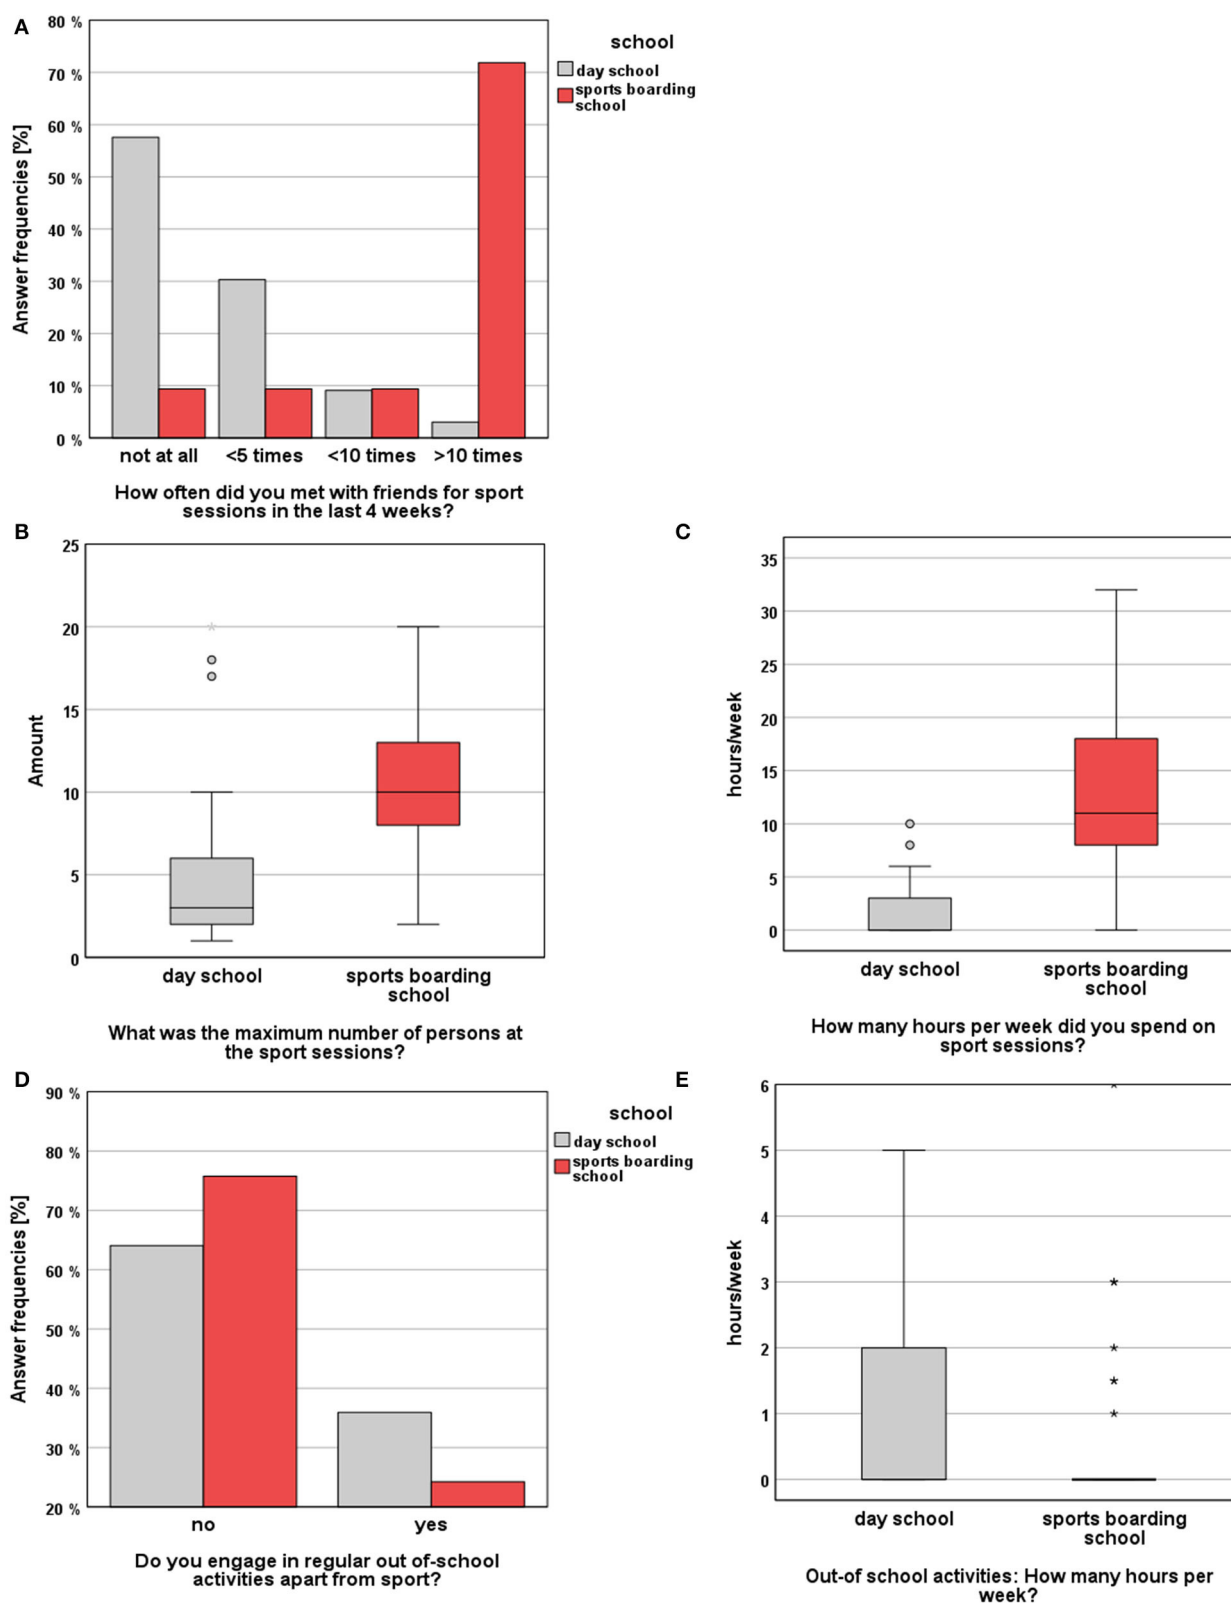 A
80 %
70 %
60 %
50 %
40 %
30 %
20 %
10 %
0 %
Answer frequencies [%]
school
day school
sports boarding
school
not at all <5 times <10 times >10 times
How often did you met with friends for sport
sessions in the last 4 weeks?
B
25
20
15
10
5
0
Amount
day school sports boarding
school
What was the maximum number of persons at
the sport sessions?
C
35
30
25
20
15
10
5
0
hours/week
day school sports boarding
school
How many hours per week did you spend on
sport sessions?
D
90 %
80 %
70 %
60 %
50 %
40 %
30 %
20 %
Answer frequencies [%]
school
day school
sports boarding
school
no yes
Do you engage in regular out of-school
activities apart from sport?
E
6
5
4
3
2
1
0
hours/week
day school sports boarding
school
Out-of school activities: How many hours per
week?